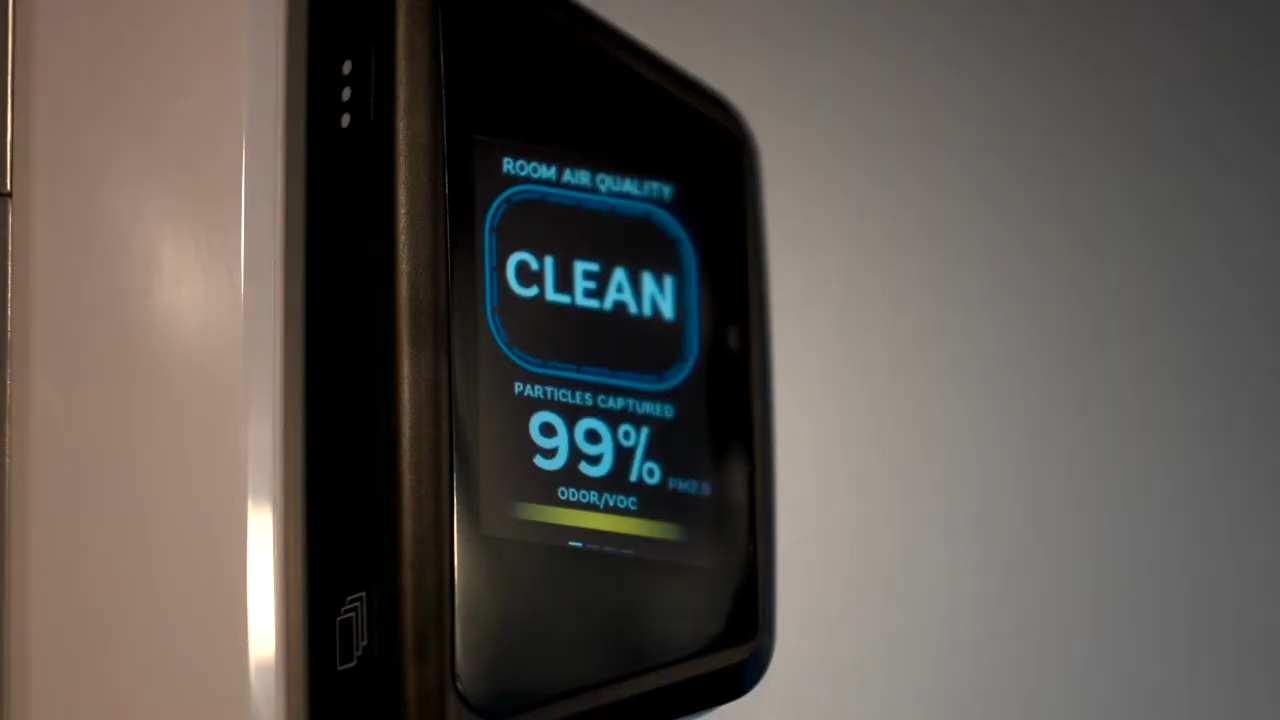 ROOM AIR QUALITY
CLEAN
PARTICLES CAPTURED
99%
ODOR/VOC